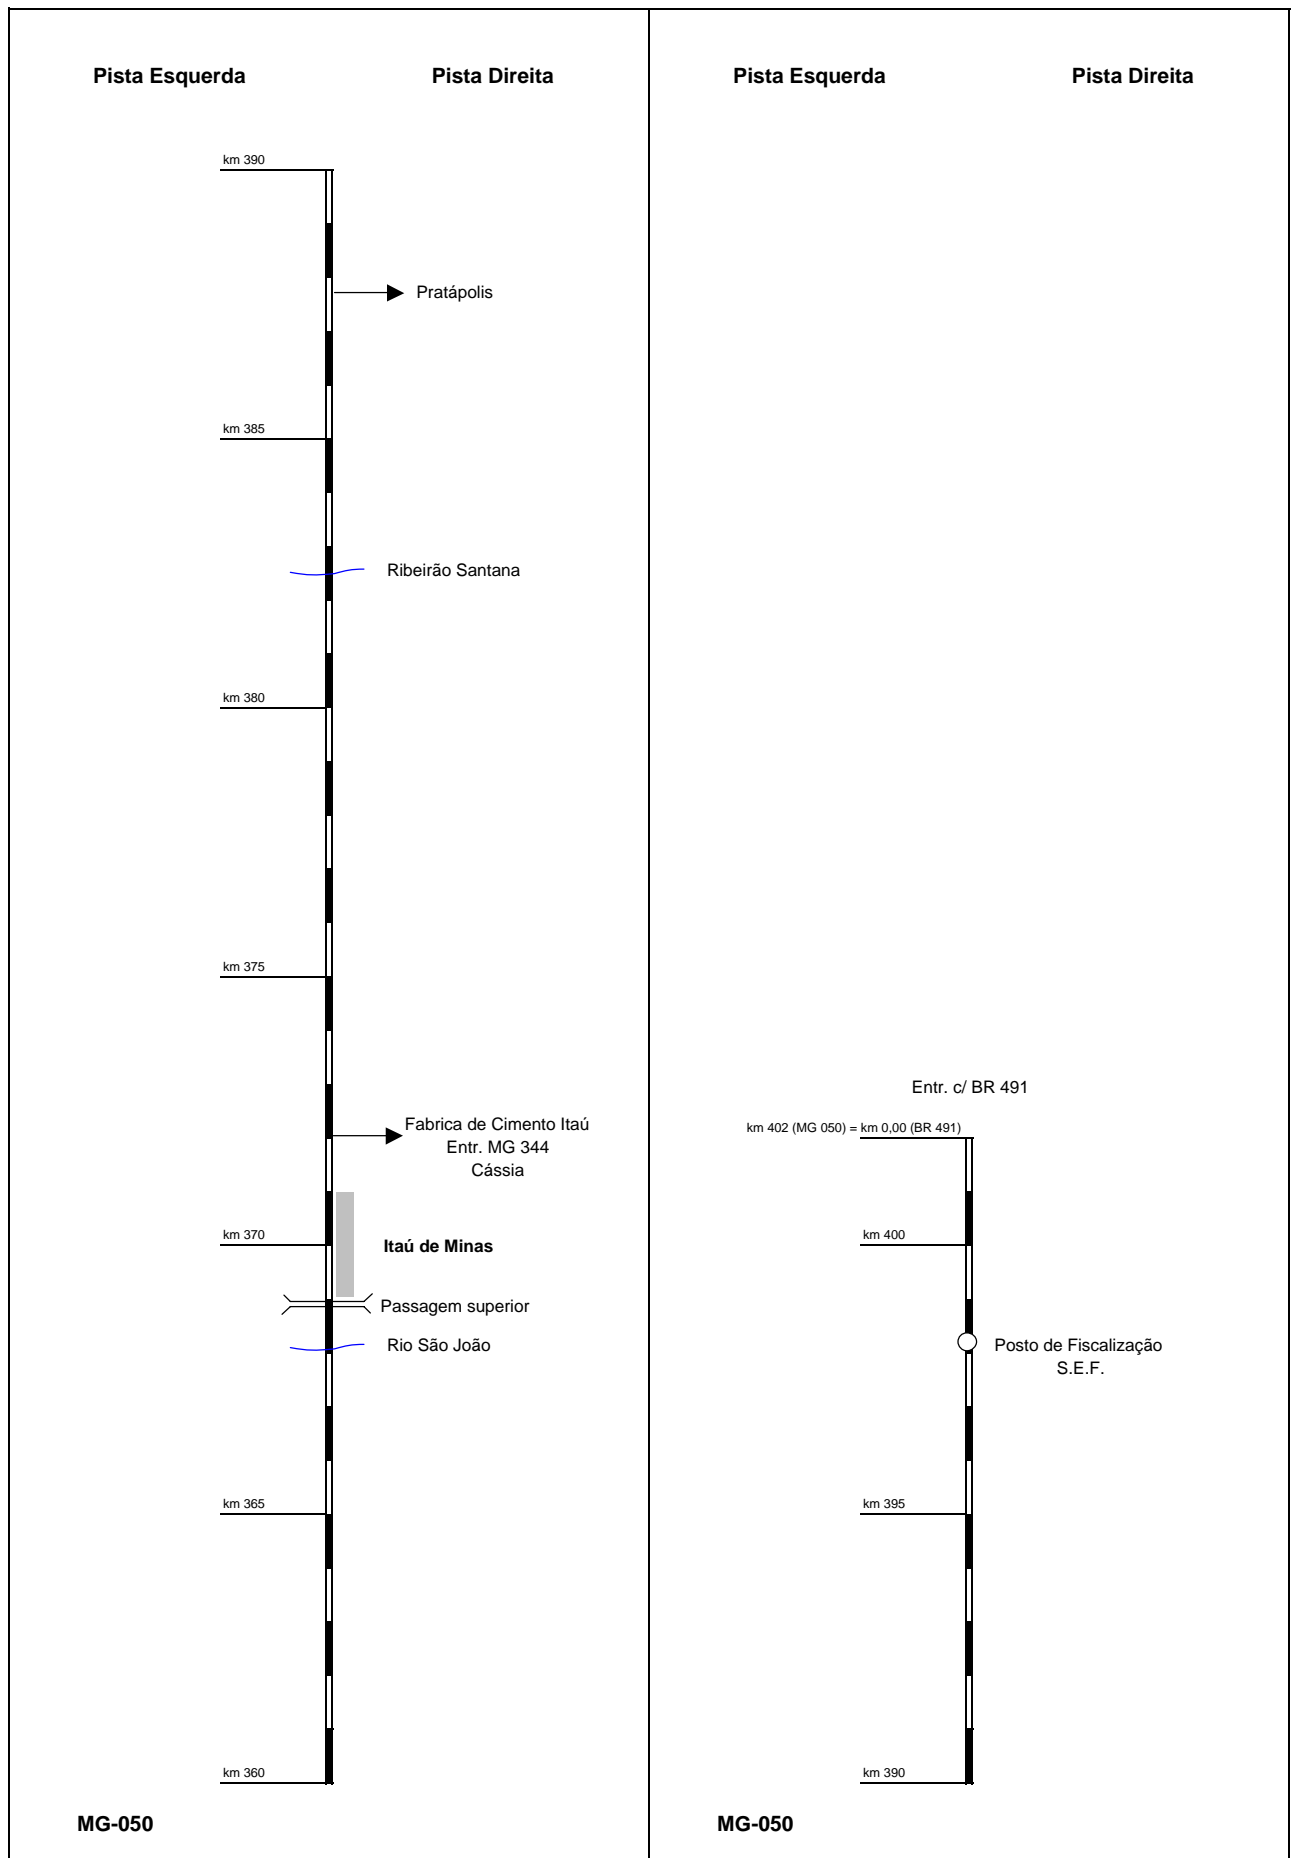 Pista Esquerda
Pista Direita
km 390
Pratápolis
km 385
Ribeirão Santana
km 380
km 375
Fabrica de Cimento Itaú
Entr. MG 344
Cássia
km 370
Itaú de Minas
Passagem superior
Rio São João
km 365
km 360
MG-050
Pista Esquerda
Pista Direita
Entr. c/ BR 491
km 402 (MG 050) = km 0,00 (BR 491)
km 400
Posto de Fiscalização
S.E.F.
km 395
km 390
MG-050